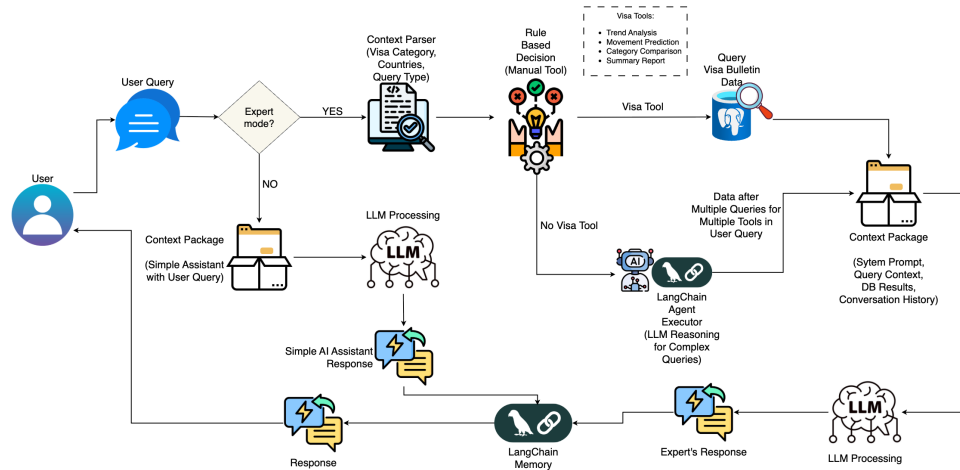 User
User Query
Expert
mode?
YES
NO
Context Parser
(Visa Category,
Countries,
Query Type)
Rule
Based
Decision
(Manual Tool)
Visa Tools:
• Trend Analysis
• Movement Prediction
• Category Comparison
• Summary Report
Visa Tool
Query
Visa Bulletin
Data
No Visa Tool
AI
LangChain
Agent
Executor
(LLM Reasoning
for Complex
Queries)
Data after
Multiple Queries for
Multiple Tools in
User Query
Context Package
(Sytem Prompt,
Query Context,
DB Results,
Conversation History)
Context Package
(Simple Assistant
with User Query)
LLM Processing
LLM
Simple AI Assistant
Response
Response
LangChain
Memory
Expert's Response
LLM
LLM Processing